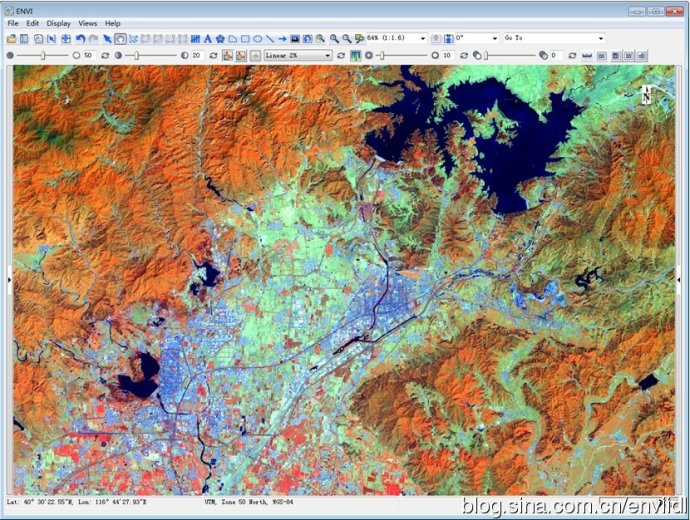 ENVI
File Edit Display Views Help
64% (1:1.6) 0° Go To
50 20 Linear 2% 10 0
N
Lat: 40° 30'22.55"N, Lon: 116° 44'27.93"E UTM, Zone 50 North, WGS-84
blog.sina.com.cn/enviidl